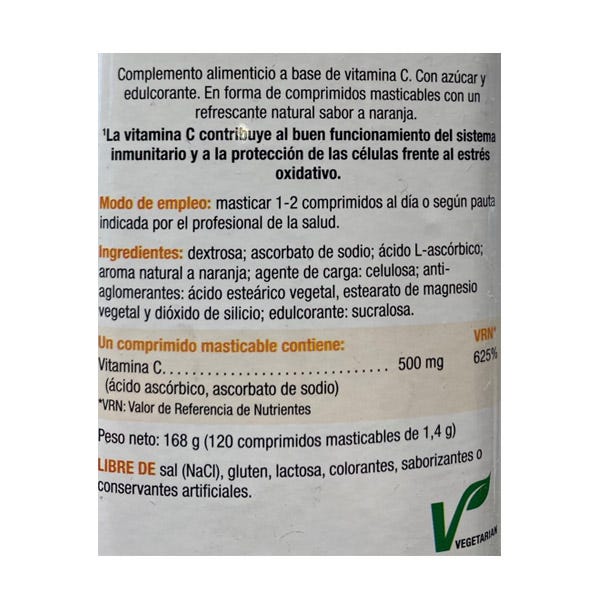 Complemento alimenticio a base de vitamina C. Con azúcar y
edulcorante. En forma de comprimidos masticables con un
refrescante natural sabor a naranja.
¹La vitamina C contribuye al buen funcionamiento del sistema
inmunitario y a la protección de las células frente al estrés
oxidativo.
Modo de empleo: masticar 1-2 comprimidos al día o según pauta
indicada por el profesional de la salud.
Ingredientes: dextrosa; ascorbato de sodio; ácido L-ascórbico;
aroma natural a naranja; agente de carga: celulosa; anti-
aglomerantes: ácido esteárico vegetal, estearato de magnesio
vegetal y dióxido de silicio; edulcorante: sucralosa.
Un comprimido masticable contiene: VRN*
Vitamina C................................ 500 mg 625%
(ácido ascórbico, ascorbato de sodio)
*VRN: Valor de Referencia de Nutrientes
Peso neto: 168 g (120 comprimidos masticables de 1,4 g)
LIBRE DE sal (NaCl), gluten, lactosa, colorantes, saborizantes o
conservantes artificiales.
VEGETARIAN